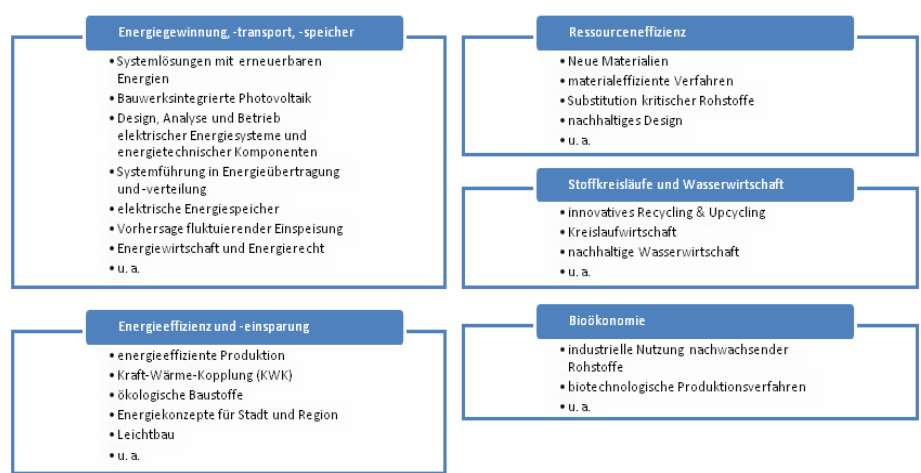 Energiegewinnung, -transport, -speicher
• Systemlösungen mit erneuerbaren
Energien
• Bauwerksintegrierte Photovoltaik
• Design, Analyse und Betrieb
elektrischer Energiesysteme und
energietechnischer Komponenten
• Systemführung in Energieübertragung
und -verteilung
• elektrische Energiespeicher
• Vorhersage fluktuierender Einspeisung
• Energiewirtschaft und Energierecht
• u. a.
Energieeffizienz und -einsparung
• energieeffiziente Produktion
• Kraft-Wärme-Kopplung (KWK)
• ökologische Baustoffe
• Energiekonzepte für Stadt und Region
• Leichtbau
• u. a.
Ressourceneffizienz
• Neue Materialien
• materialeffiziente Verfahren
• Substitution kritischer Rohstoffe
• nachhaltiges Design
• u. a.
Stoffkreisläufe und Wasserwirtschaft
• innovatives Recycling & Upcycling
• Kreislaufwirtschaft
• nachhaltige Wasserwirtschaft
• u. a.
Bioökonomie
• industrielle Nutzung nachwachsender
Rohstoffe
• biotechnologische Produktionsverfahren
• u. a.